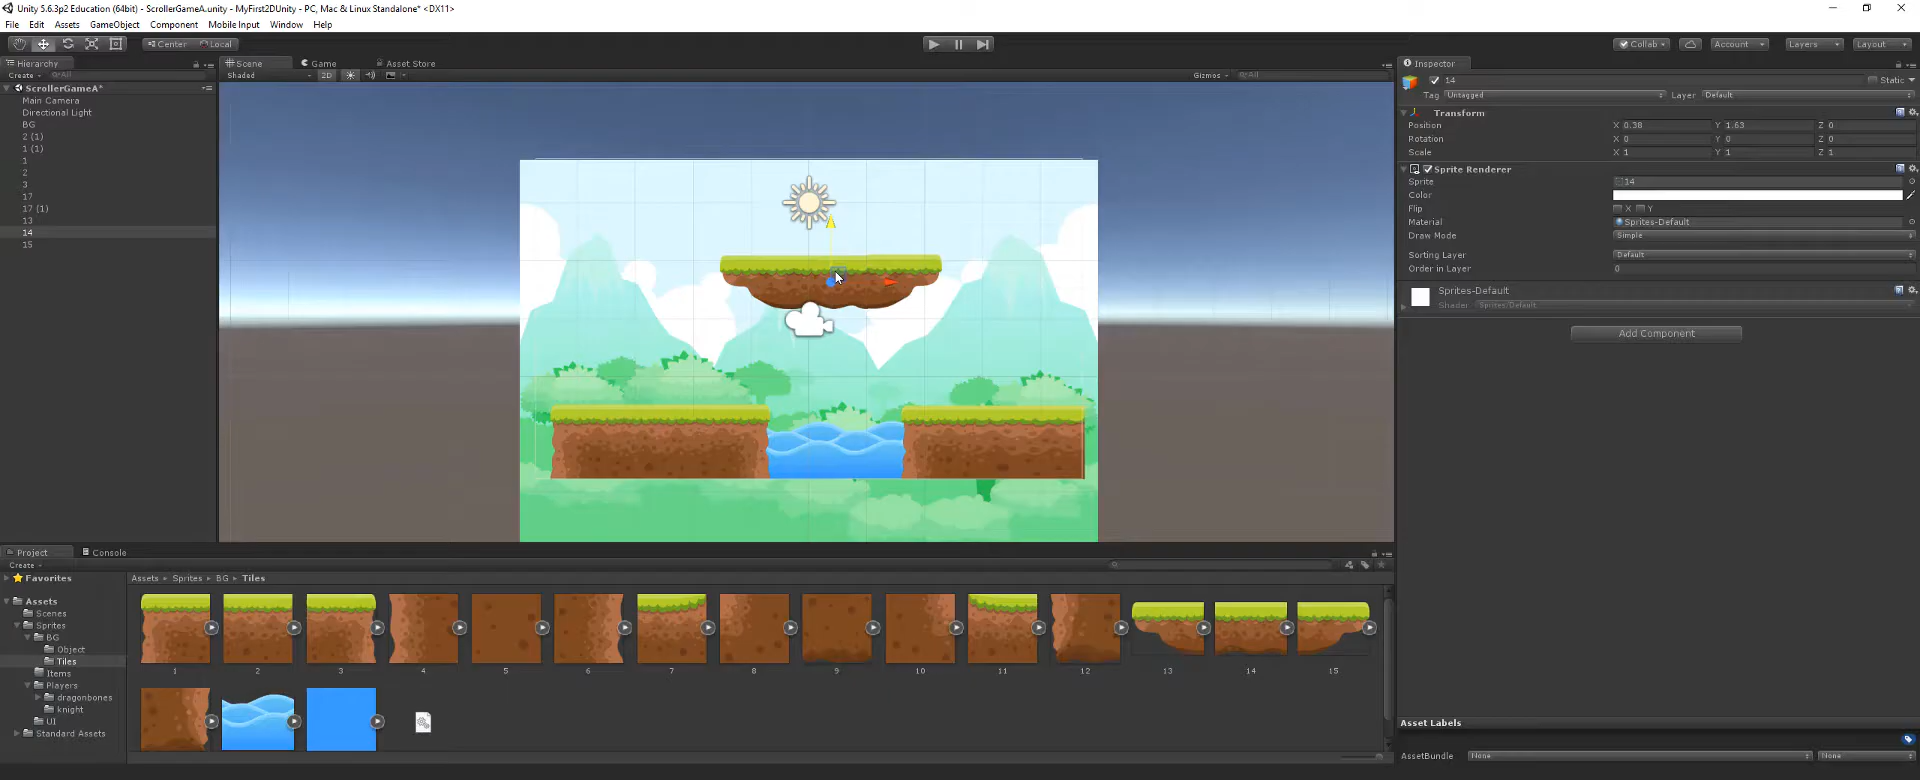 Unity 5.6.3p2 Education (64bit) - ScrollerGameA.unity - MyFirst2DUnity - PC, Mac & Linux Standalone* <DX11>
File Edit Assets GameObject Component Mobile Input Window Help
Center Local Collab Account Layers Layout
Hierarchy
Create All
ScrollerGameA*
Main Camera
Directional Light
BG
2 (1)
1 (1)
1
2
3
17
17 (1)
13
14
15
Scene Game Asset Store
Shaded 2D Gizmos All
Inspector
14 Static
Tag Untagged Layer Default
Transform
Position X 0.38 Y 1.63 Z 0
Rotation X 0 Y 0 Z 0
Scale X 1 Y 1 Z 1
Sprite Renderer
Sprite 14
Color
Flip X Y
Material Sprites-Default
Draw Mode Simple
Sorting Layer Default
Order in Layer 0
Sprites-Default
Shader Sprites/Default
Add Component
Project Console
Create
Favorites
Assets
Scenes
Sprites
BG
Object
Tiles
Items
Players
dragonbones
knight
UI
Standard Assets
Assets Sprites BG Tiles
1 2 3 4 5 6 7 8 9 10 11 12 13 14 15
Asset Labels
AssetBundle None None